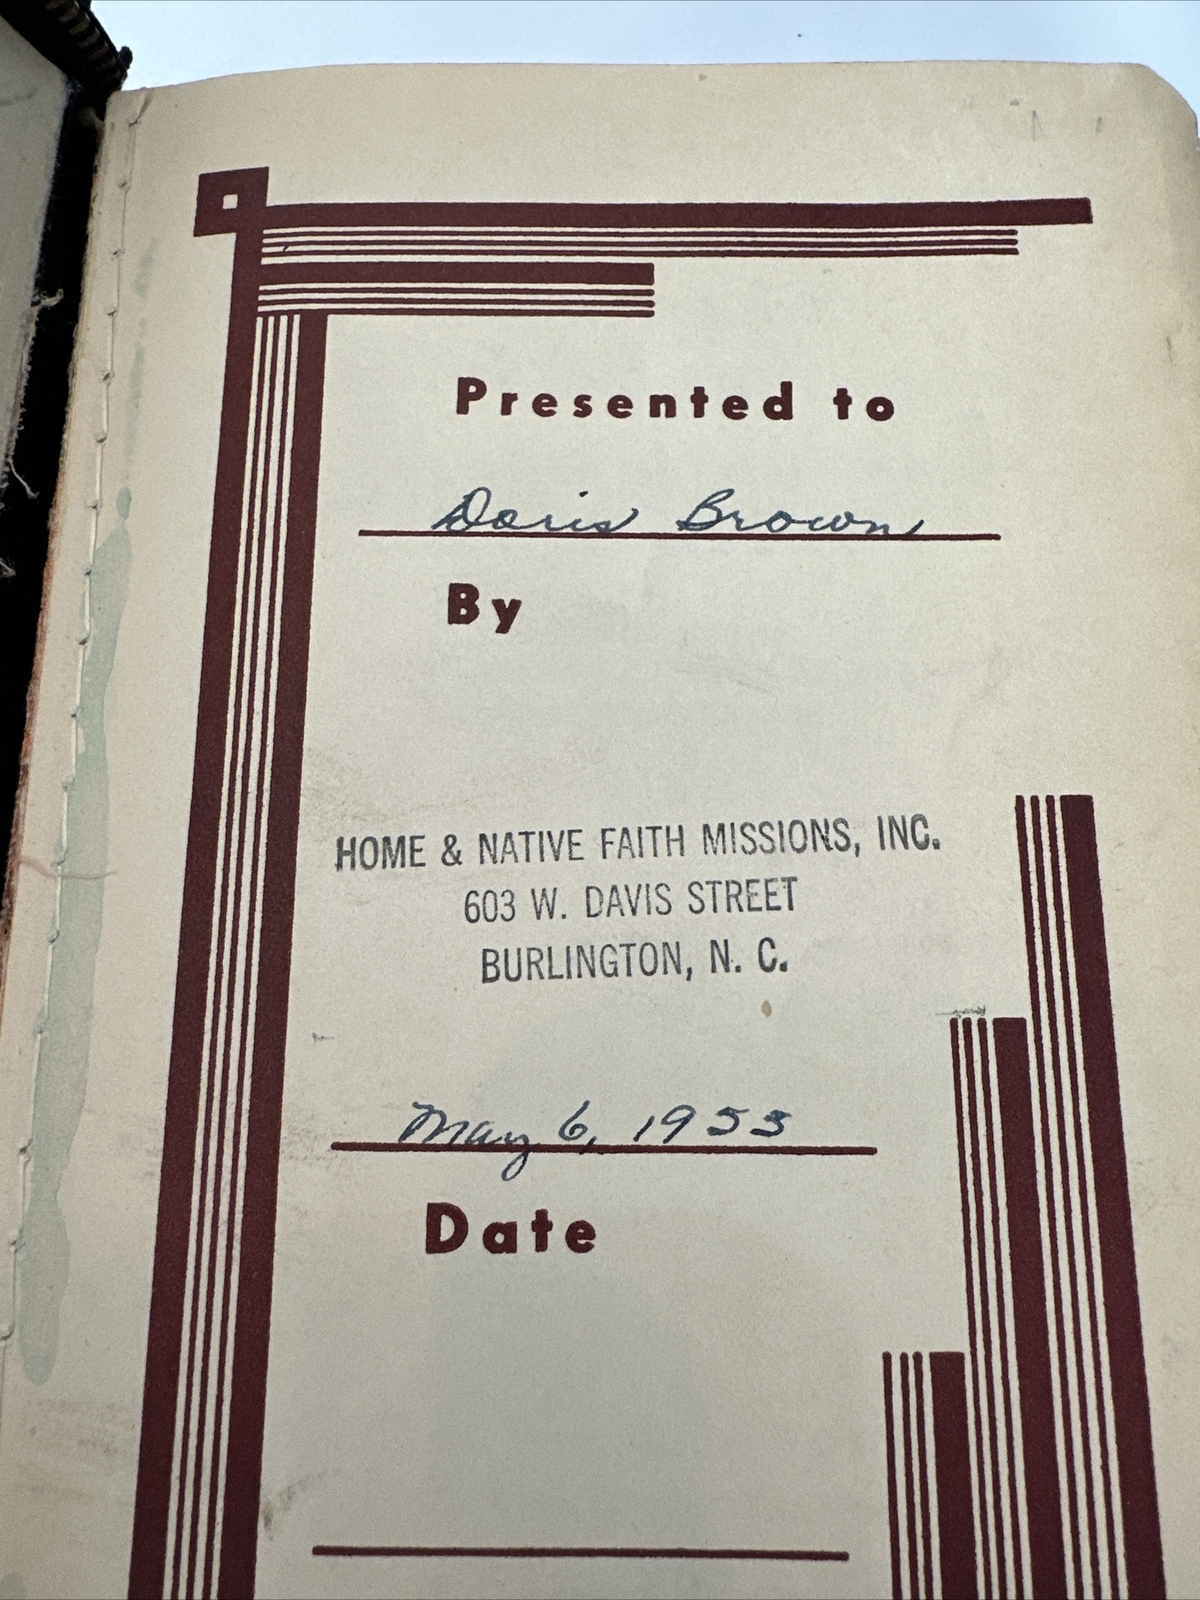 Presented to
Doris Brown
By
HOME & NATIVE FAITH MISSIONS, INC.
603 W. DAVIS STREET
BURLINGTON, N. C.
May 6, 1955
Date